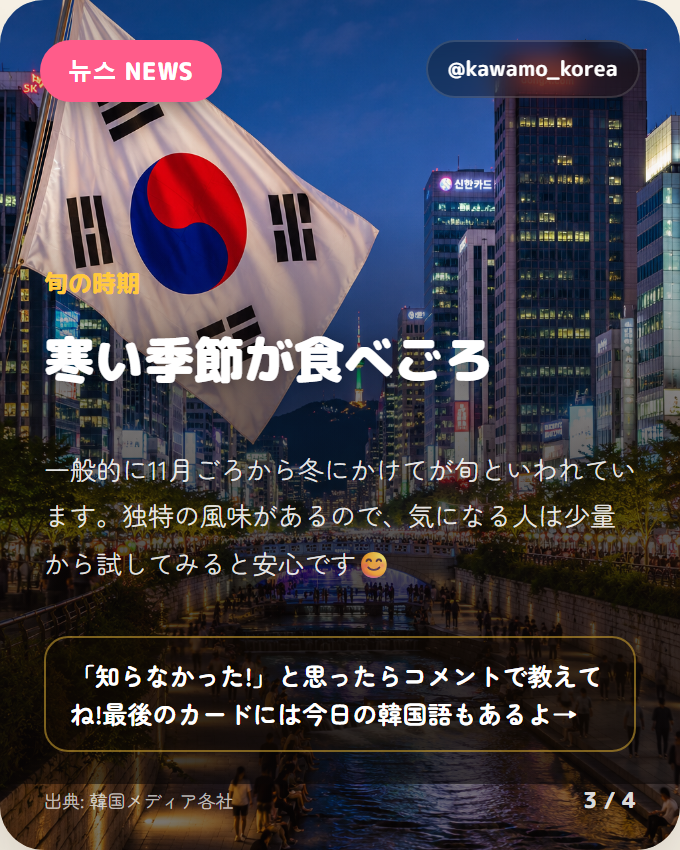 뉴스 NEWS
@kawamo_korea
SK
신한카드
旬の時期
寒い季節が食べごろ
一般的に11月ごろから冬にかけてが旬といわれてい
ます。独特の風味があるので、気になる人は少量
から試してみると安心です😊
「知らなかった!」と思ったらコメントで教えて
ね!最後のカードには今日の韓国語もあるよ→
出典: 韓国メディア各社
3 / 4